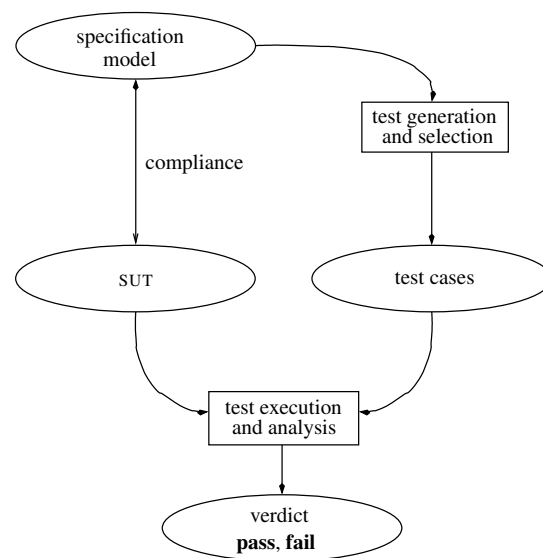 specification
model
test generation
and selection
compliance
SUT
test cases
test execution
and analysis
verdict
pass, fail